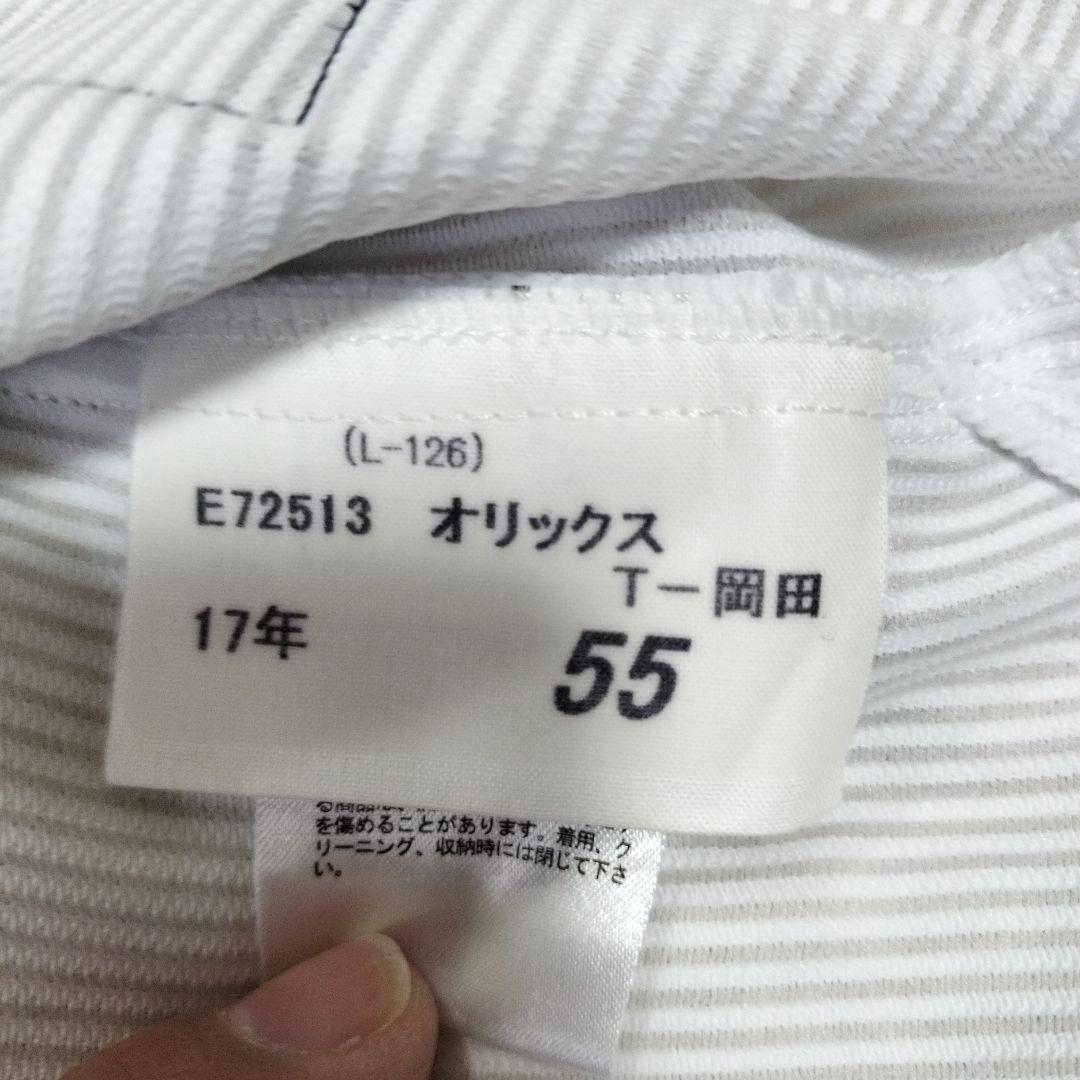 (L-126)
E72513 オリックス
T-岡田
17年
55
を傷めることがあります。着用、ク
リーニング、収納時には閉じて下さ
い。